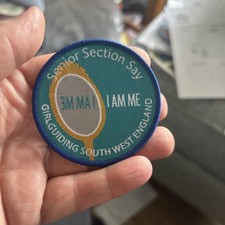 Senior Section Say
I AM ME
I AM ME
GIRLGUIDING SOUTH WEST ENGLAND